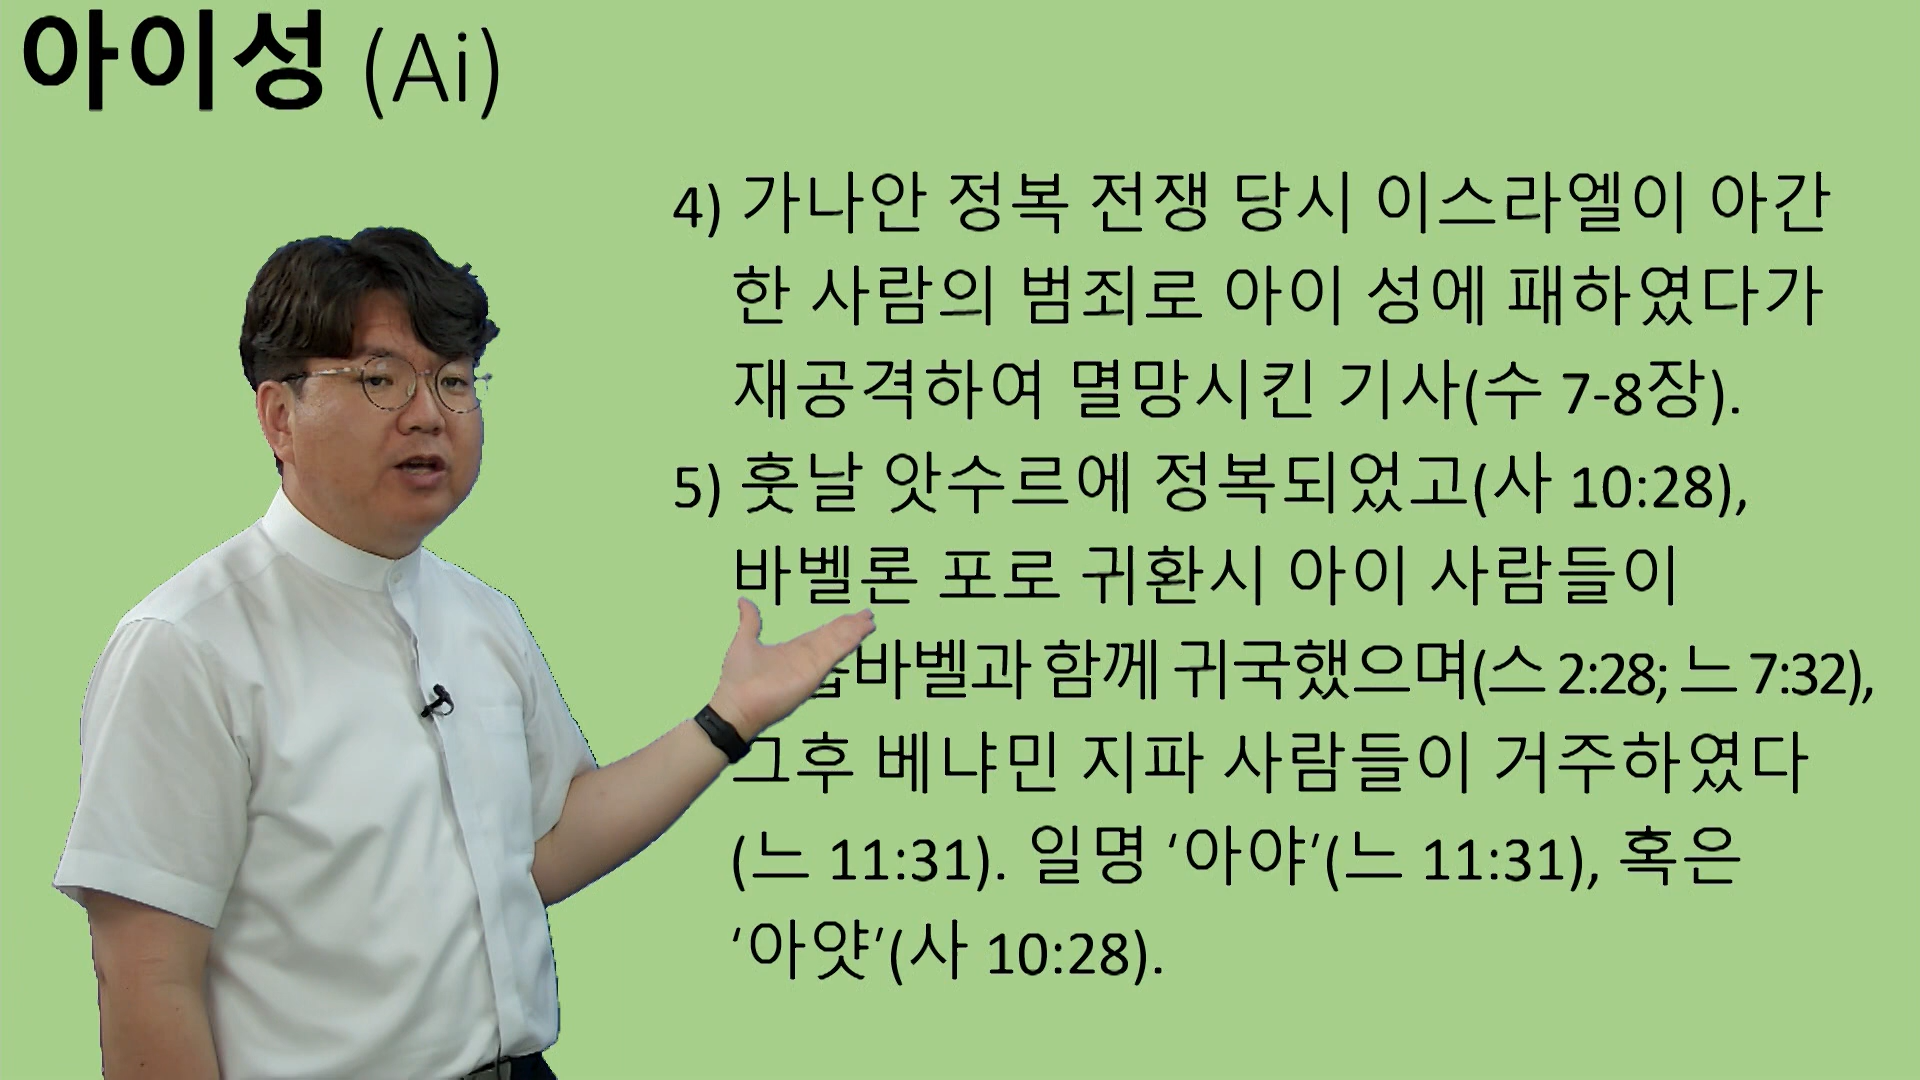 아이성 (Ai)
4) 가나안 정복 전쟁 당시 이스라엘이 아간
한 사람의 범죄로 아이 성에 패하였다가
재공격하여 멸망시킨 기사(수 7-8장).
5) 훗날 앗수르에 정복되었고(사 10:28),
바벨론 포로 귀환시 아이 사람들이
함께 귀국했으며(스 2:28; 느 7:32),
그후 베냐민 지파 사람들이 거주하였다
(느 11:31). 일명 ‘아야’(느 11:31), 혹은
‘아얏’(사 10:28).